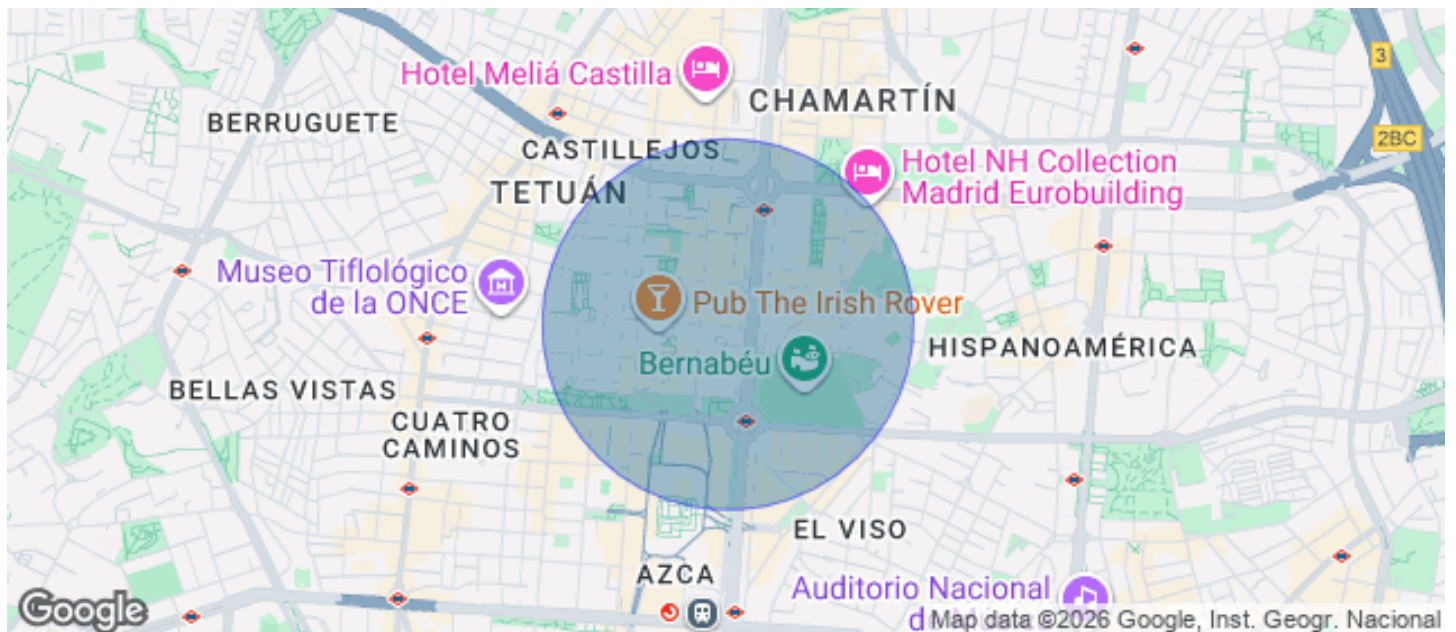 3
Hotel Meliá Castilla
CHAMARTÍN
BERRUGUETE
2BC
CASTILLEJOS
Hotel NH Collection
Madrid Eurobuilding
TETUÁN
Museo Tiflológico
de la ONCE
Pub The Irish Rover
HISPANOAMÉRICA
Bernabéu
BELLAS VISTAS
CUATRO
CAMINOS
EL VISO
AZCA
Auditorio Nacional
Google
Map data ©2026 Google, Inst. Geogr. Nacional